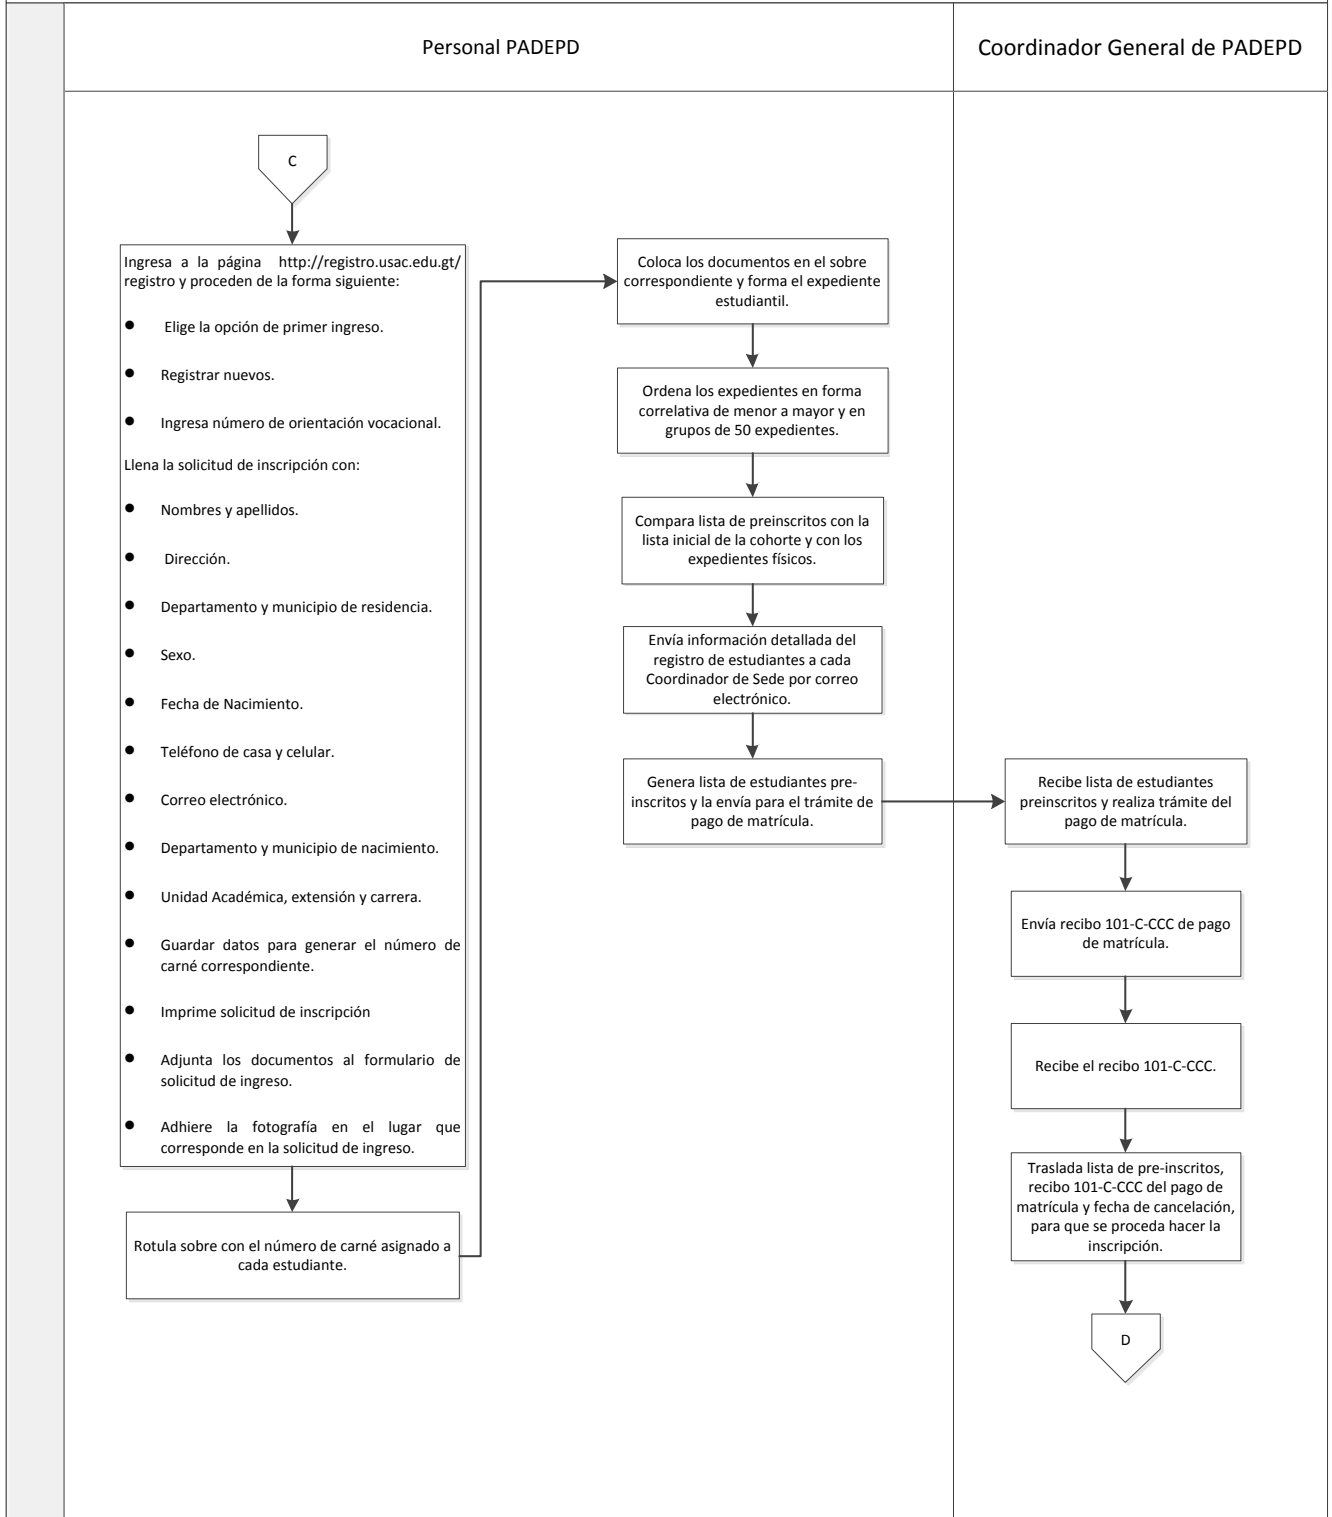 Personal PADEPD
Coordinador General de PADEPD
C
Ingresa a la página http://registro.usac.edu.gt/
registro y proceden de la forma siguiente:
● Elige la opción de primer ingreso.
● Registrar nuevos.
● Ingresa número de orientación vocacional.
Llena la solicitud de inscripción con:
● Nombres y apellidos.
● Dirección.
● Departamento y municipio de residencia.
● Sexo.
● Fecha de Nacimiento.
● Teléfono de casa y celular.
● Correo electrónico.
● Departamento y municipio de nacimiento.
● Unidad Académica, extensión y carrera.
● Guardar datos para generar el número de
carné correspondiente.
● Imprime solicitud de inscripción
● Adjunta los documentos al formulario de
solicitud de ingreso.
● Adhiere la fotografía en el lugar que
corresponde en la solicitud de ingreso.
Rotula sobre con el número de carné asignado a
cada estudiante.
Coloca los documentos en el sobre
correspondiente y forma el expediente
estudiantil.
Ordena los expedientes en forma
correlativa de menor a mayor y en
grupos de 50 expedientes.
Compara lista de preinscritos con la
lista inicial de la cohorte y con los
expedientes físicos.
Envía información detallada del
registro de estudiantes a cada
Coordinador de Sede por correo
electrónico.
Genera lista de estudiantes pre-
inscritos y la envía para el trámite de
pago de matrícula.
Recibe lista de estudiantes
preinscritos y realiza trámite del
pago de matrícula.
Envía recibo 101-C-CCC de pago
de matrícula.
Recibe el recibo 101-C-CCC.
Traslada lista de pre-inscritos,
recibo 101-C-CCC del pago de
matrícula y fecha de cancelación,
para que se proceda hacer la
inscripción.
D